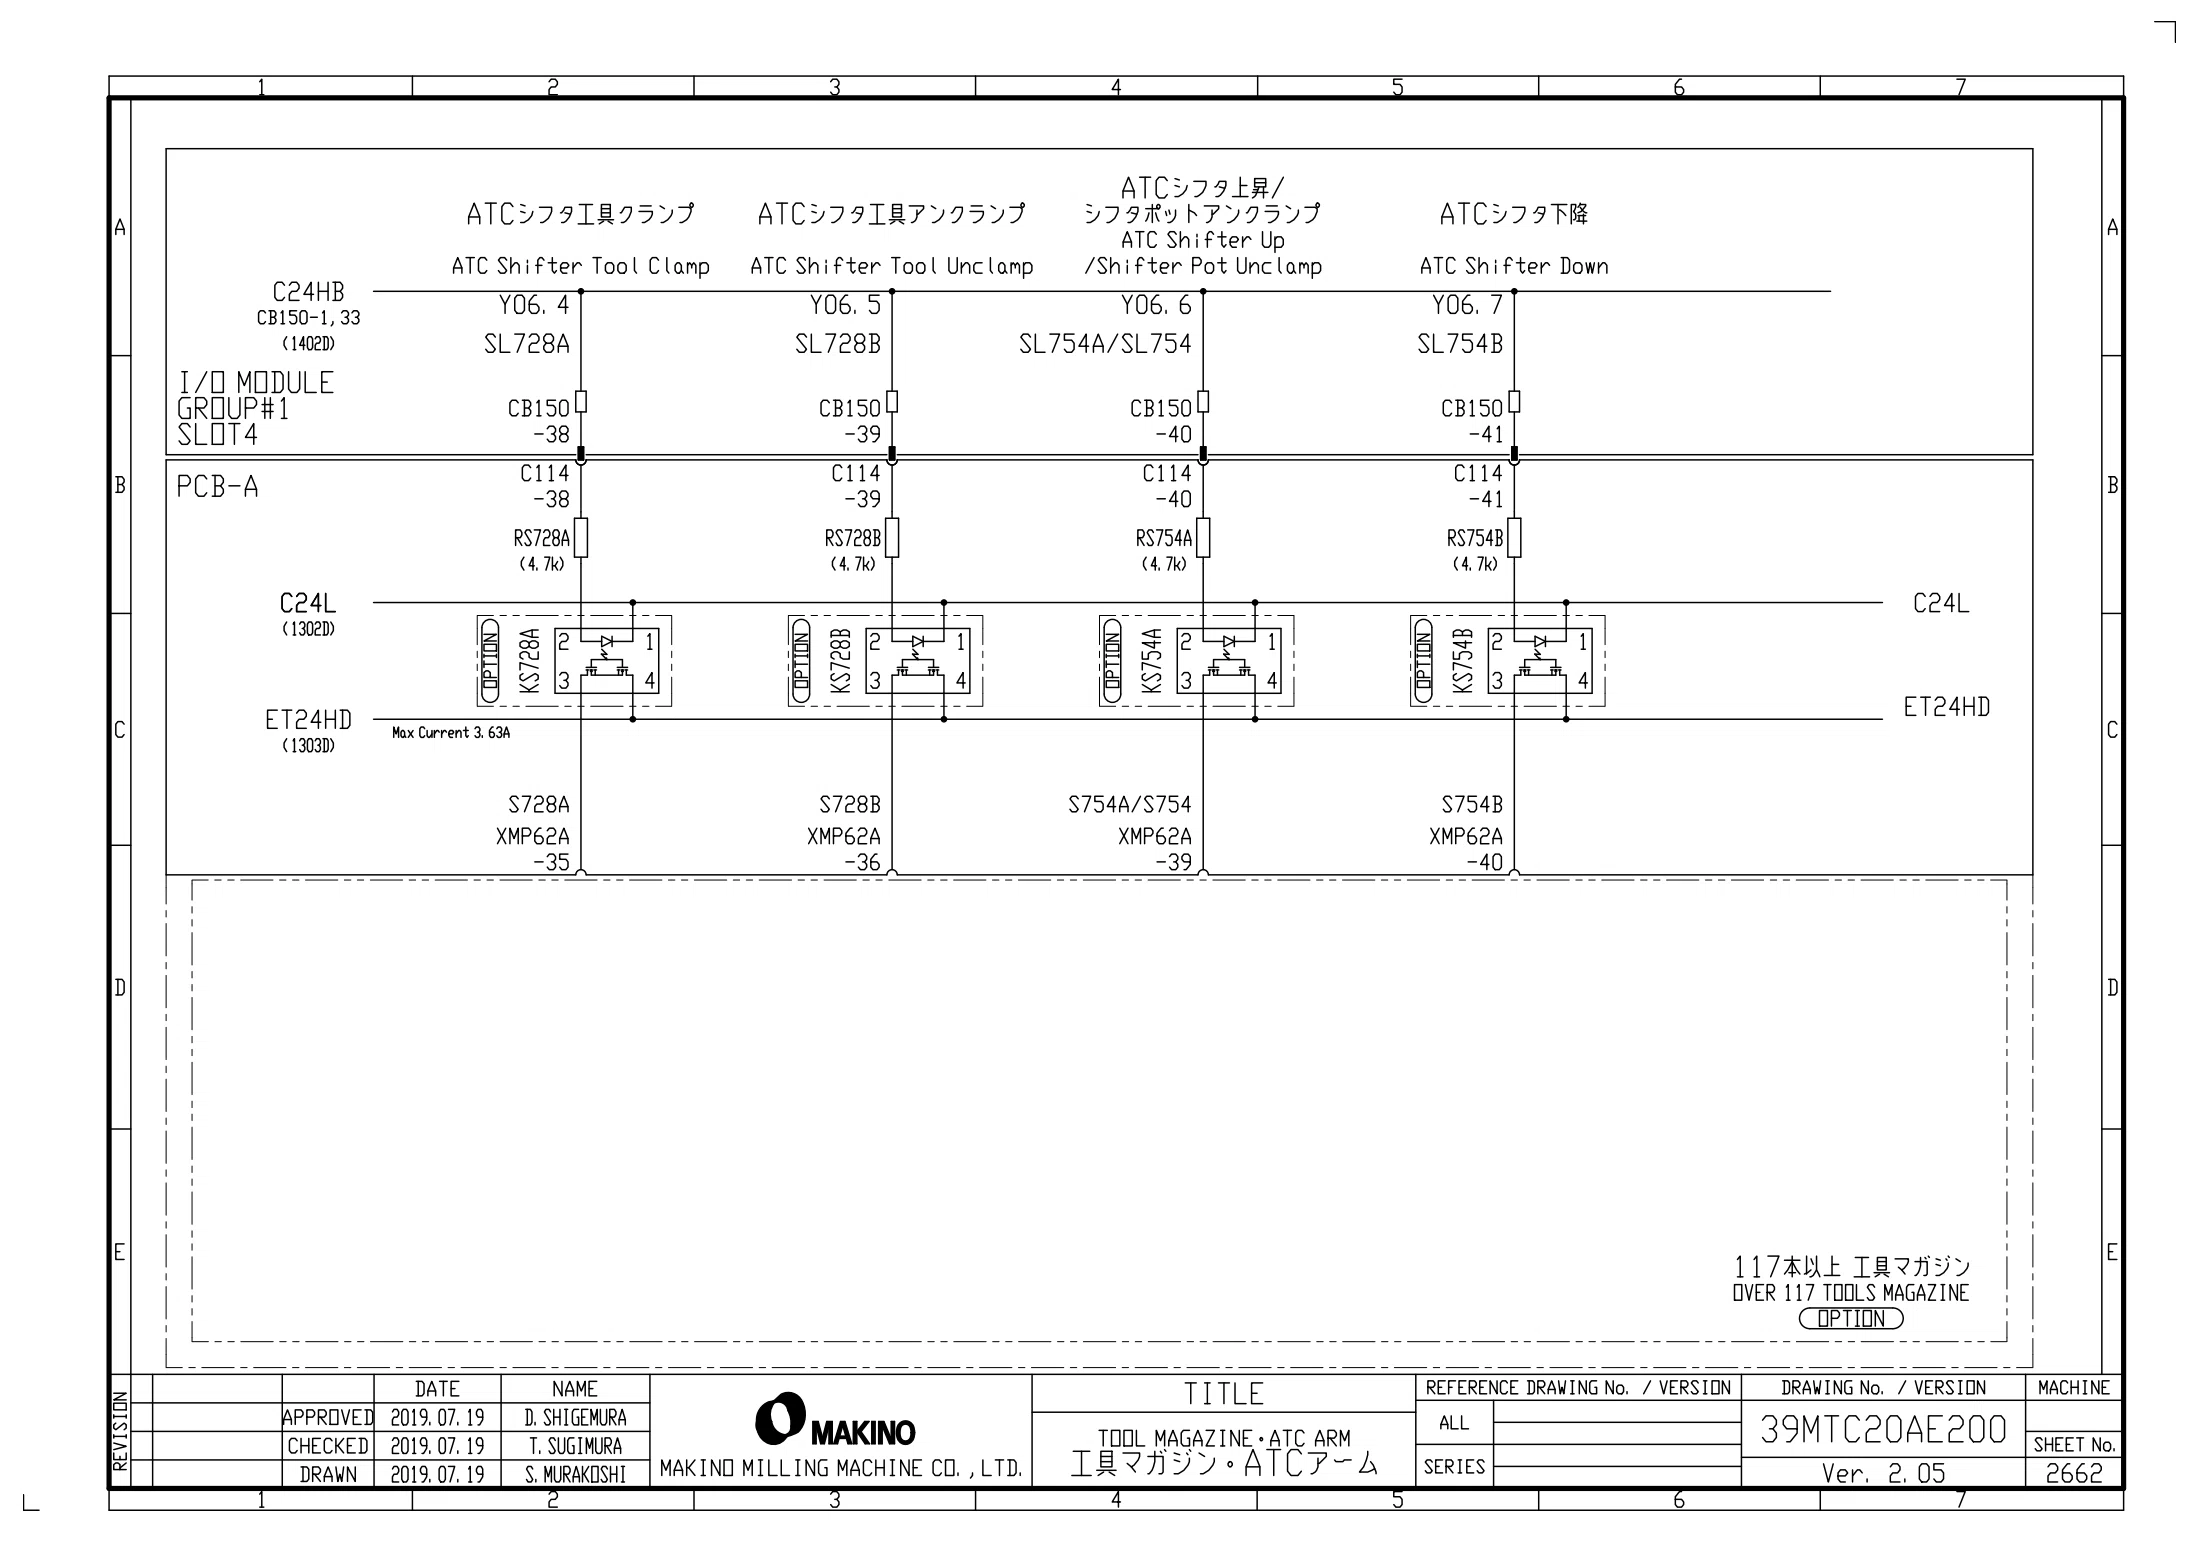 1 2 3 4 5 6 7
A A
ATCシフタ工具クランプ
ATC Shifter Tool Clamp
ATCシフタ工具アンクランプ
ATC Shifter Tool Unclamp
ATCシフタ上昇/
シフタポットアンクランプ
ATC Shifter Up
/Shifter Pot Unclamp
ATCシフタ下降
ATC Shifter Down
C24HB
CB150-1,33
(1402D)
Y06.4 Y06.5 Y06.6 Y06.7
SL728A SL728B SL754A/SL754 SL754B
I/O MODULE
GROUP#1
SLOT4
CB150 CB150 CB150 CB150
-38 -39 -40 -41
B B
PCB-A
C114 C114 C114 C114
-38 -39 -40 -41
RS728A RS728B RS754A RS754B
(4.7k) (4.7k) (4.7k) (4.7k)
C24L C24L
(1302D)
OPTION KS728A 2 1 3 4
OPTION KS728B 2 1 3 4
OPTION KS754A 2 1 3 4
OPTION KS754B 2 1 3 4
C C
ET24HD ET24HD
(1303D)
Max Current 3.63A
S728A S728B S754A/S754 S754B
XMP62A XMP62A XMP62A XMP62A
-35 -36 -39 -40
D D
E E
117本以上 工具マガジン
OVER 117 TOOLS MAGAZINE
OPTION
REVISION
DATE NAME
APPROVED 2019.07.19 D. SHIGEMURA
CHECKED 2019.07.19 T. SUGIMURA
DRAWN 2019.07.19 S. MURAKOSHI
MAKINO
MAKINO MILLING MACHINE CO.,LTD.
TITLE
TOOL MAGAZINE・ATC ARM
工具マガジン・ATCアーム
REFERENCE DRAWING No. / VERSION
ALL
SERIES
DRAWING No. / VERSION
39MTC20AE200
Ver. 2.05
MACHINE
SHEET No.
2662
1 2 3 4 5 6 7